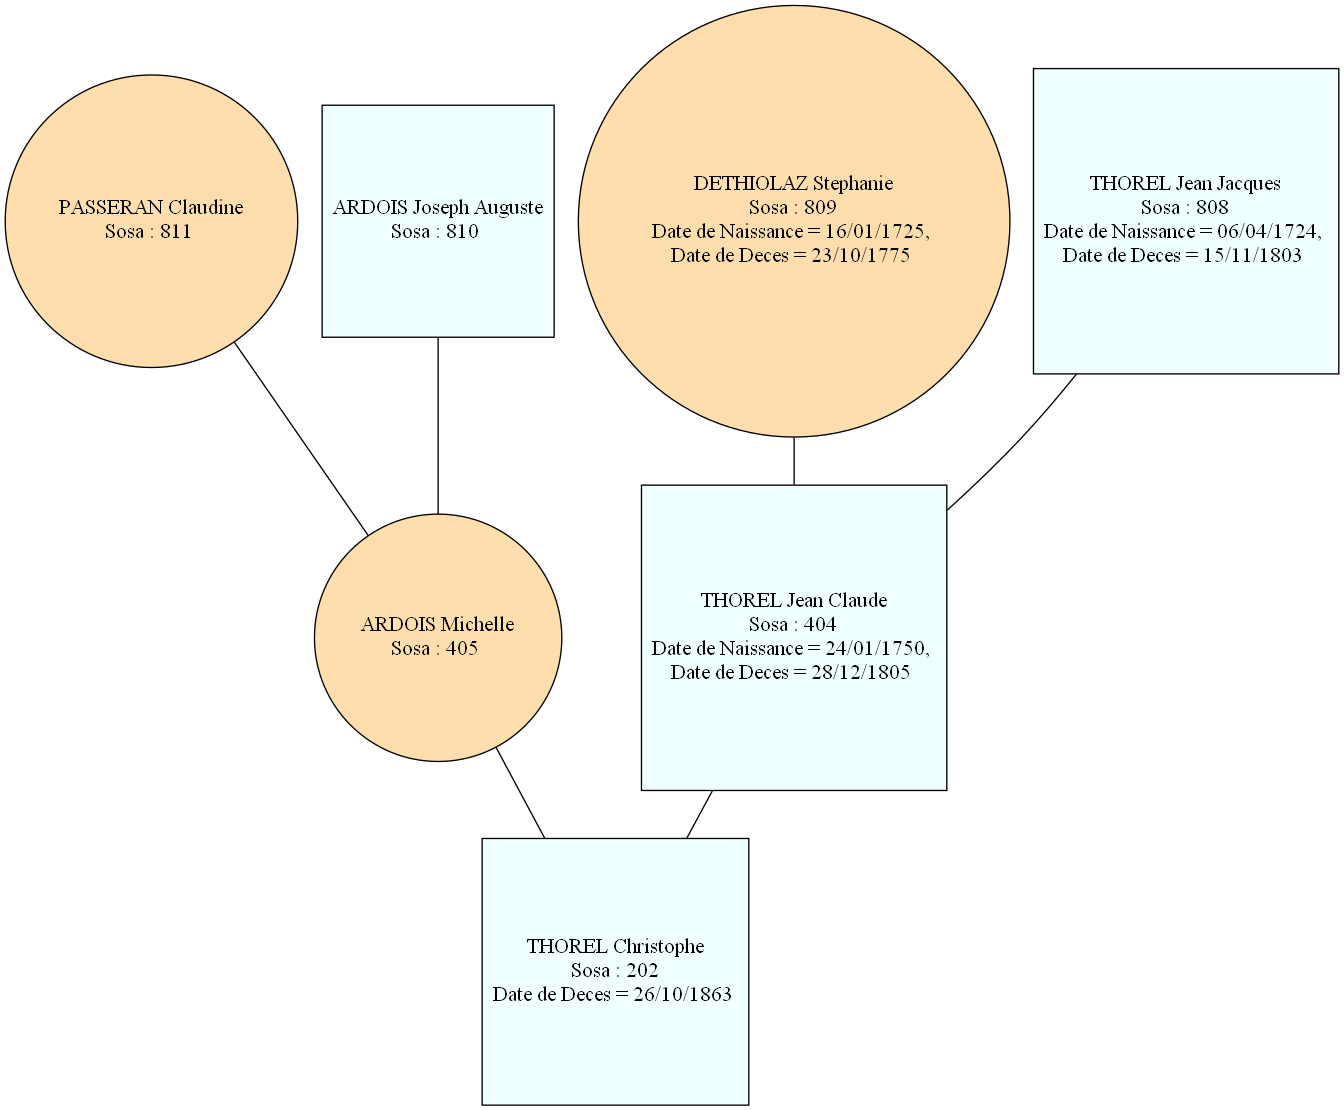 PASSERAN Claudine
Sosa : 811
ARDOIS Joseph Auguste
Sosa : 810
DETHIOLAZ Stephanie
Sosa : 809
Date de Naissance = 16/01/1725,
Date de Deces = 23/10/1775
THOREL Jean Jacques
Sosa : 808
Date de Naissance = 06/04/1724,
Date de Deces = 15/11/1803
ARDOIS Michelle
Sosa : 405
THOREL Jean Claude
Sosa : 404
Date de Naissance = 24/01/1750,
Date de Deces = 28/12/1805
THOREL Christophe
Sosa : 202
Date de Deces = 26/10/1863